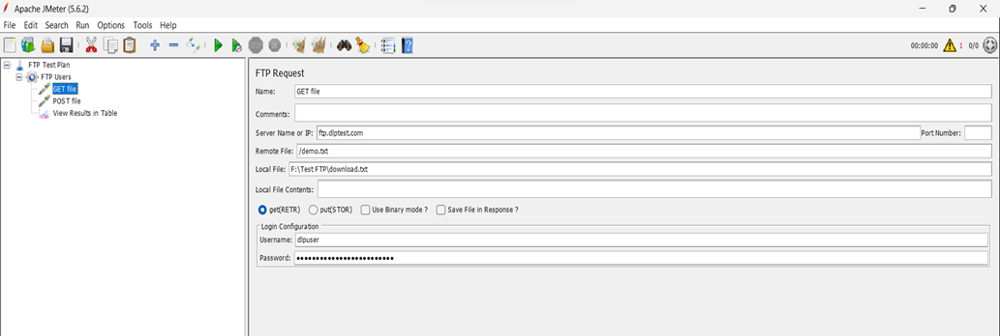 Apache JMeter (5.6.2)
File Edit Search Run Options Tools Help
00:00:00 1 0/0
FTP Test Plan
FTP Users
GET file
POST file
View Results in Table
FTP Request
Name: GET file
Comments:
Server Name or IP: ftp.dlptest.com Port Number:
Remote File: /demo.txt
Local File: F:\Test FTP\download.txt
Local File Contents:
get(RETR) put(STOR) Use Binary mode ? Save File in Response ?
Login Configuration
Username: dlpuser
Password: •••••••••••••••••••••••••